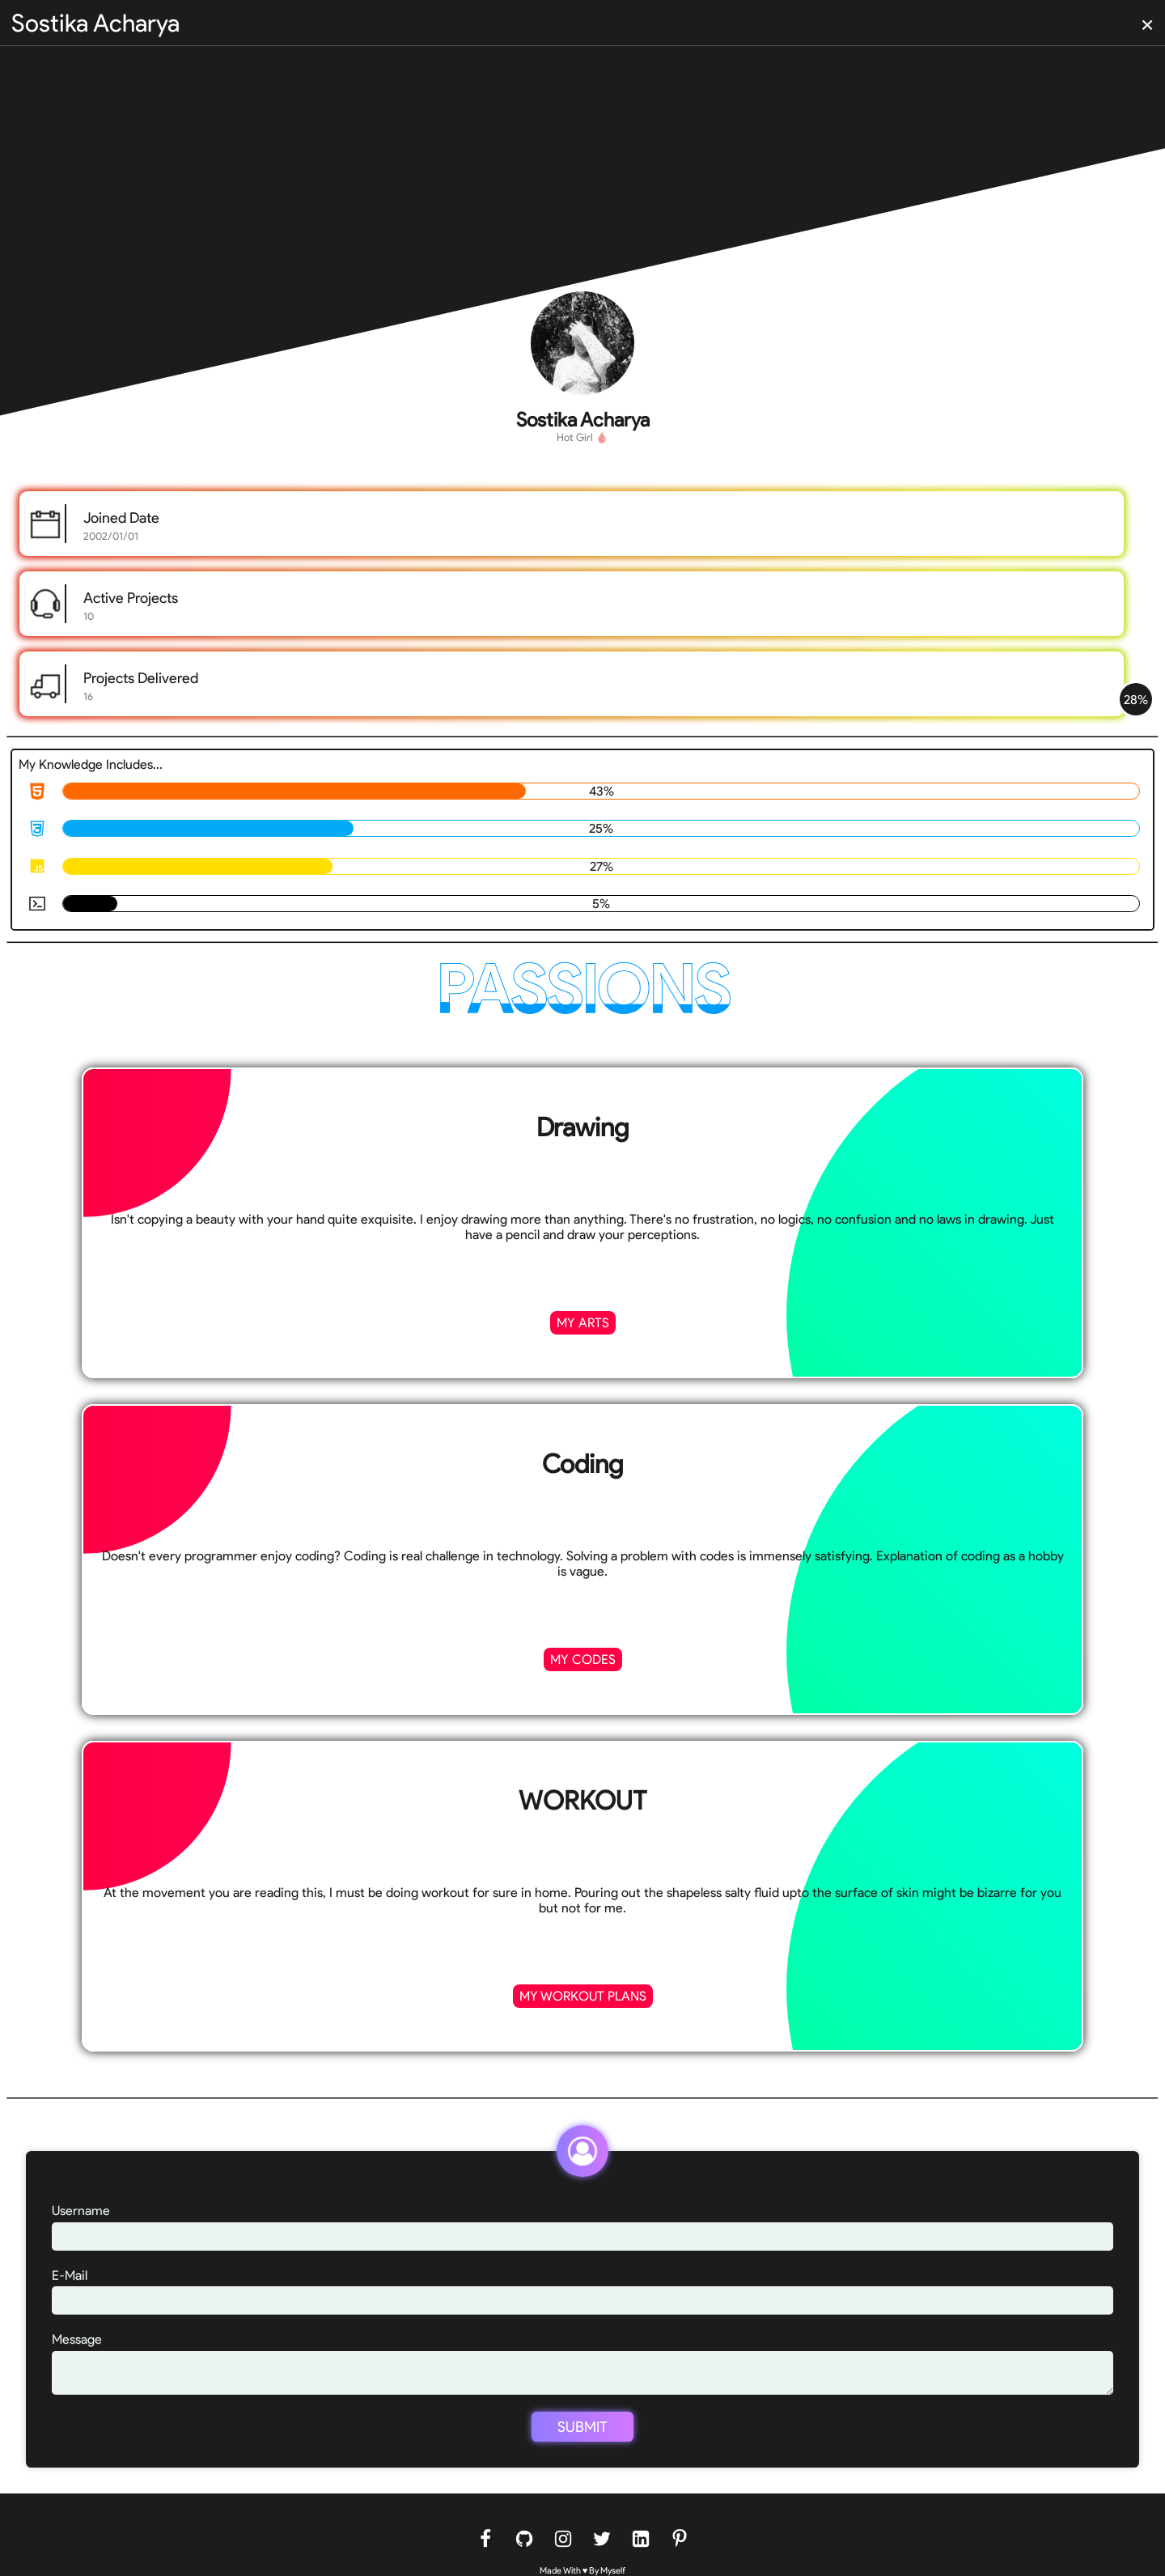 Sostika Acharya
Sostika Acharya
Hot Girl
Joined Date
2002/01/01
Active Projects
10
Projects Delivered
16
28%
My Knowledge Includes...
43%
25%
JS
27%
5%
PASSIONS
Drawing
Isn't copying a beauty with your hand quite exquisite. I enjoy drawing more than anything. There's no frustration, no logics, no confusion and no laws in drawing. Just
have a pencil and draw your perceptions.
MY ARTS
Coding
Doesn't every programmer enjoy coding? Coding is real challenge in technology. Solving a problem with codes is immensely satisfying. Explanation of coding as a hobby
is vague.
MY CODES
WORKOUT
At the movement you are reading this, I must be doing workout for sure in home. Pouring out the shapeless salty fluid upto the surface of skin might be bizarre for you
but not for me.
MY WORKOUT PLANS
Username
E-Mail
Message
SUBMIT
Made With ♥ By Myself